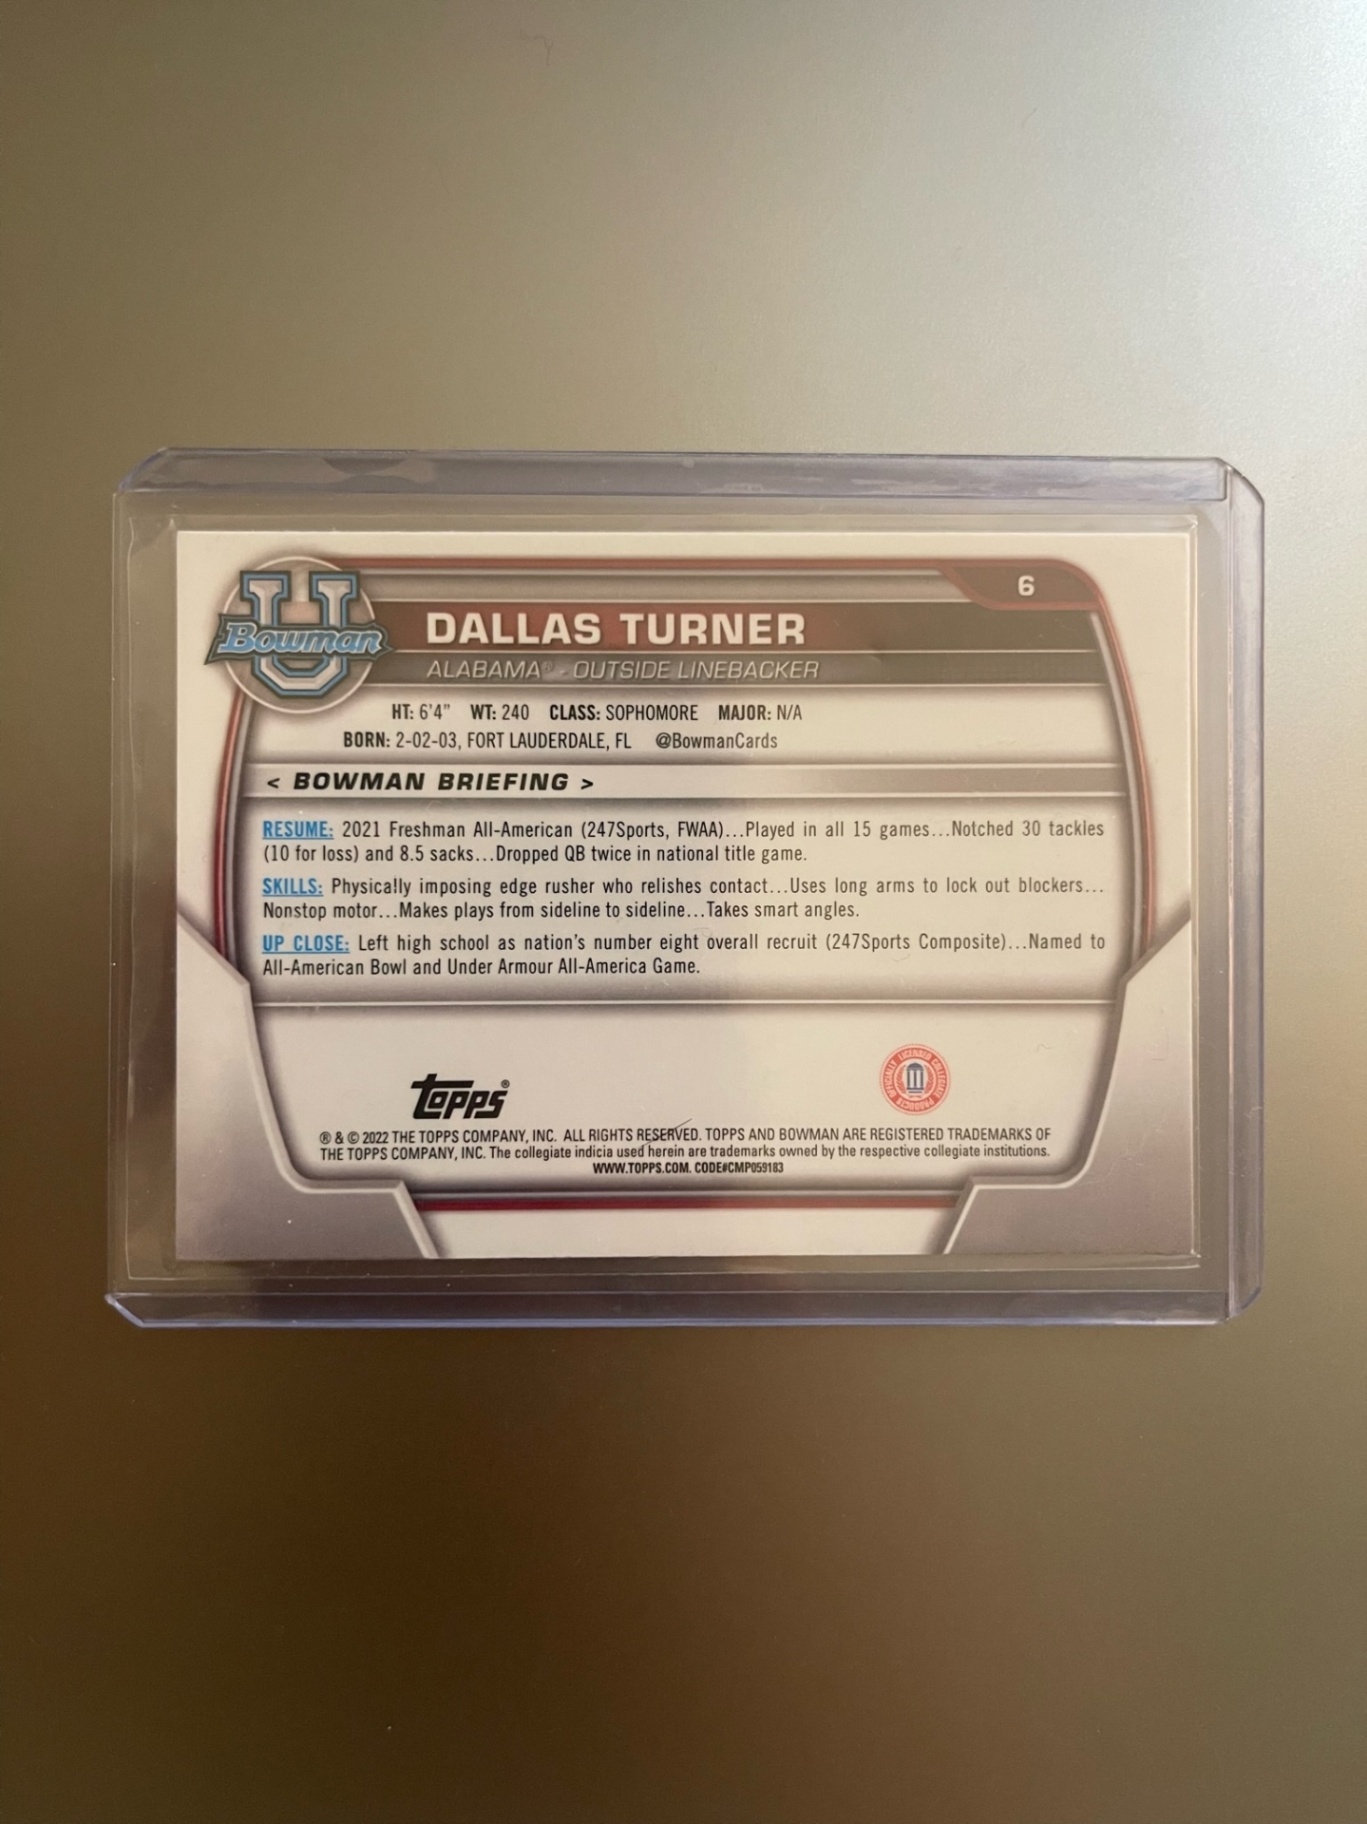 U
Bowman
6
DALLAS TURNER
ALABAMA® - OUTSIDE LINEBACKER
HT: 6'4" WT: 240 CLASS: SOPHOMORE MAJOR: N/A
BORN: 2-02-03, FORT LAUDERDALE, FL @BowmanCards
< BOWMAN BRIEFING >
RESUME: 2021 Freshman All-American (247Sports, FWAA)...Played in all 15 games...Notched 30 tackles
(10 for loss) and 8.5 sacks...Dropped QB twice in national title game.
SKILLS: Physically imposing edge rusher who relishes contact...Uses long arms to lock out blockers...
Nonstop motor...Makes plays from sideline to sideline...Takes smart angles.
UP CLOSE: Left high school as nation's number eight overall recruit (247Sports Composite)...Named to
All-American Bowl and Under Armour All-America Game.
topps®
OFFICIALLY LICENSED COLLEGIATE PRODUCTS
® & © 2022 THE TOPPS COMPANY, INC. ALL RIGHTS RESERVED. TOPPS AND BOWMAN ARE REGISTERED TRADEMARKS OF
THE TOPPS COMPANY, INC. The collegiate indicia used herein are trademarks owned by the respective collegiate institutions.
WWW.TOPPS.COM. CODE#CMP059183